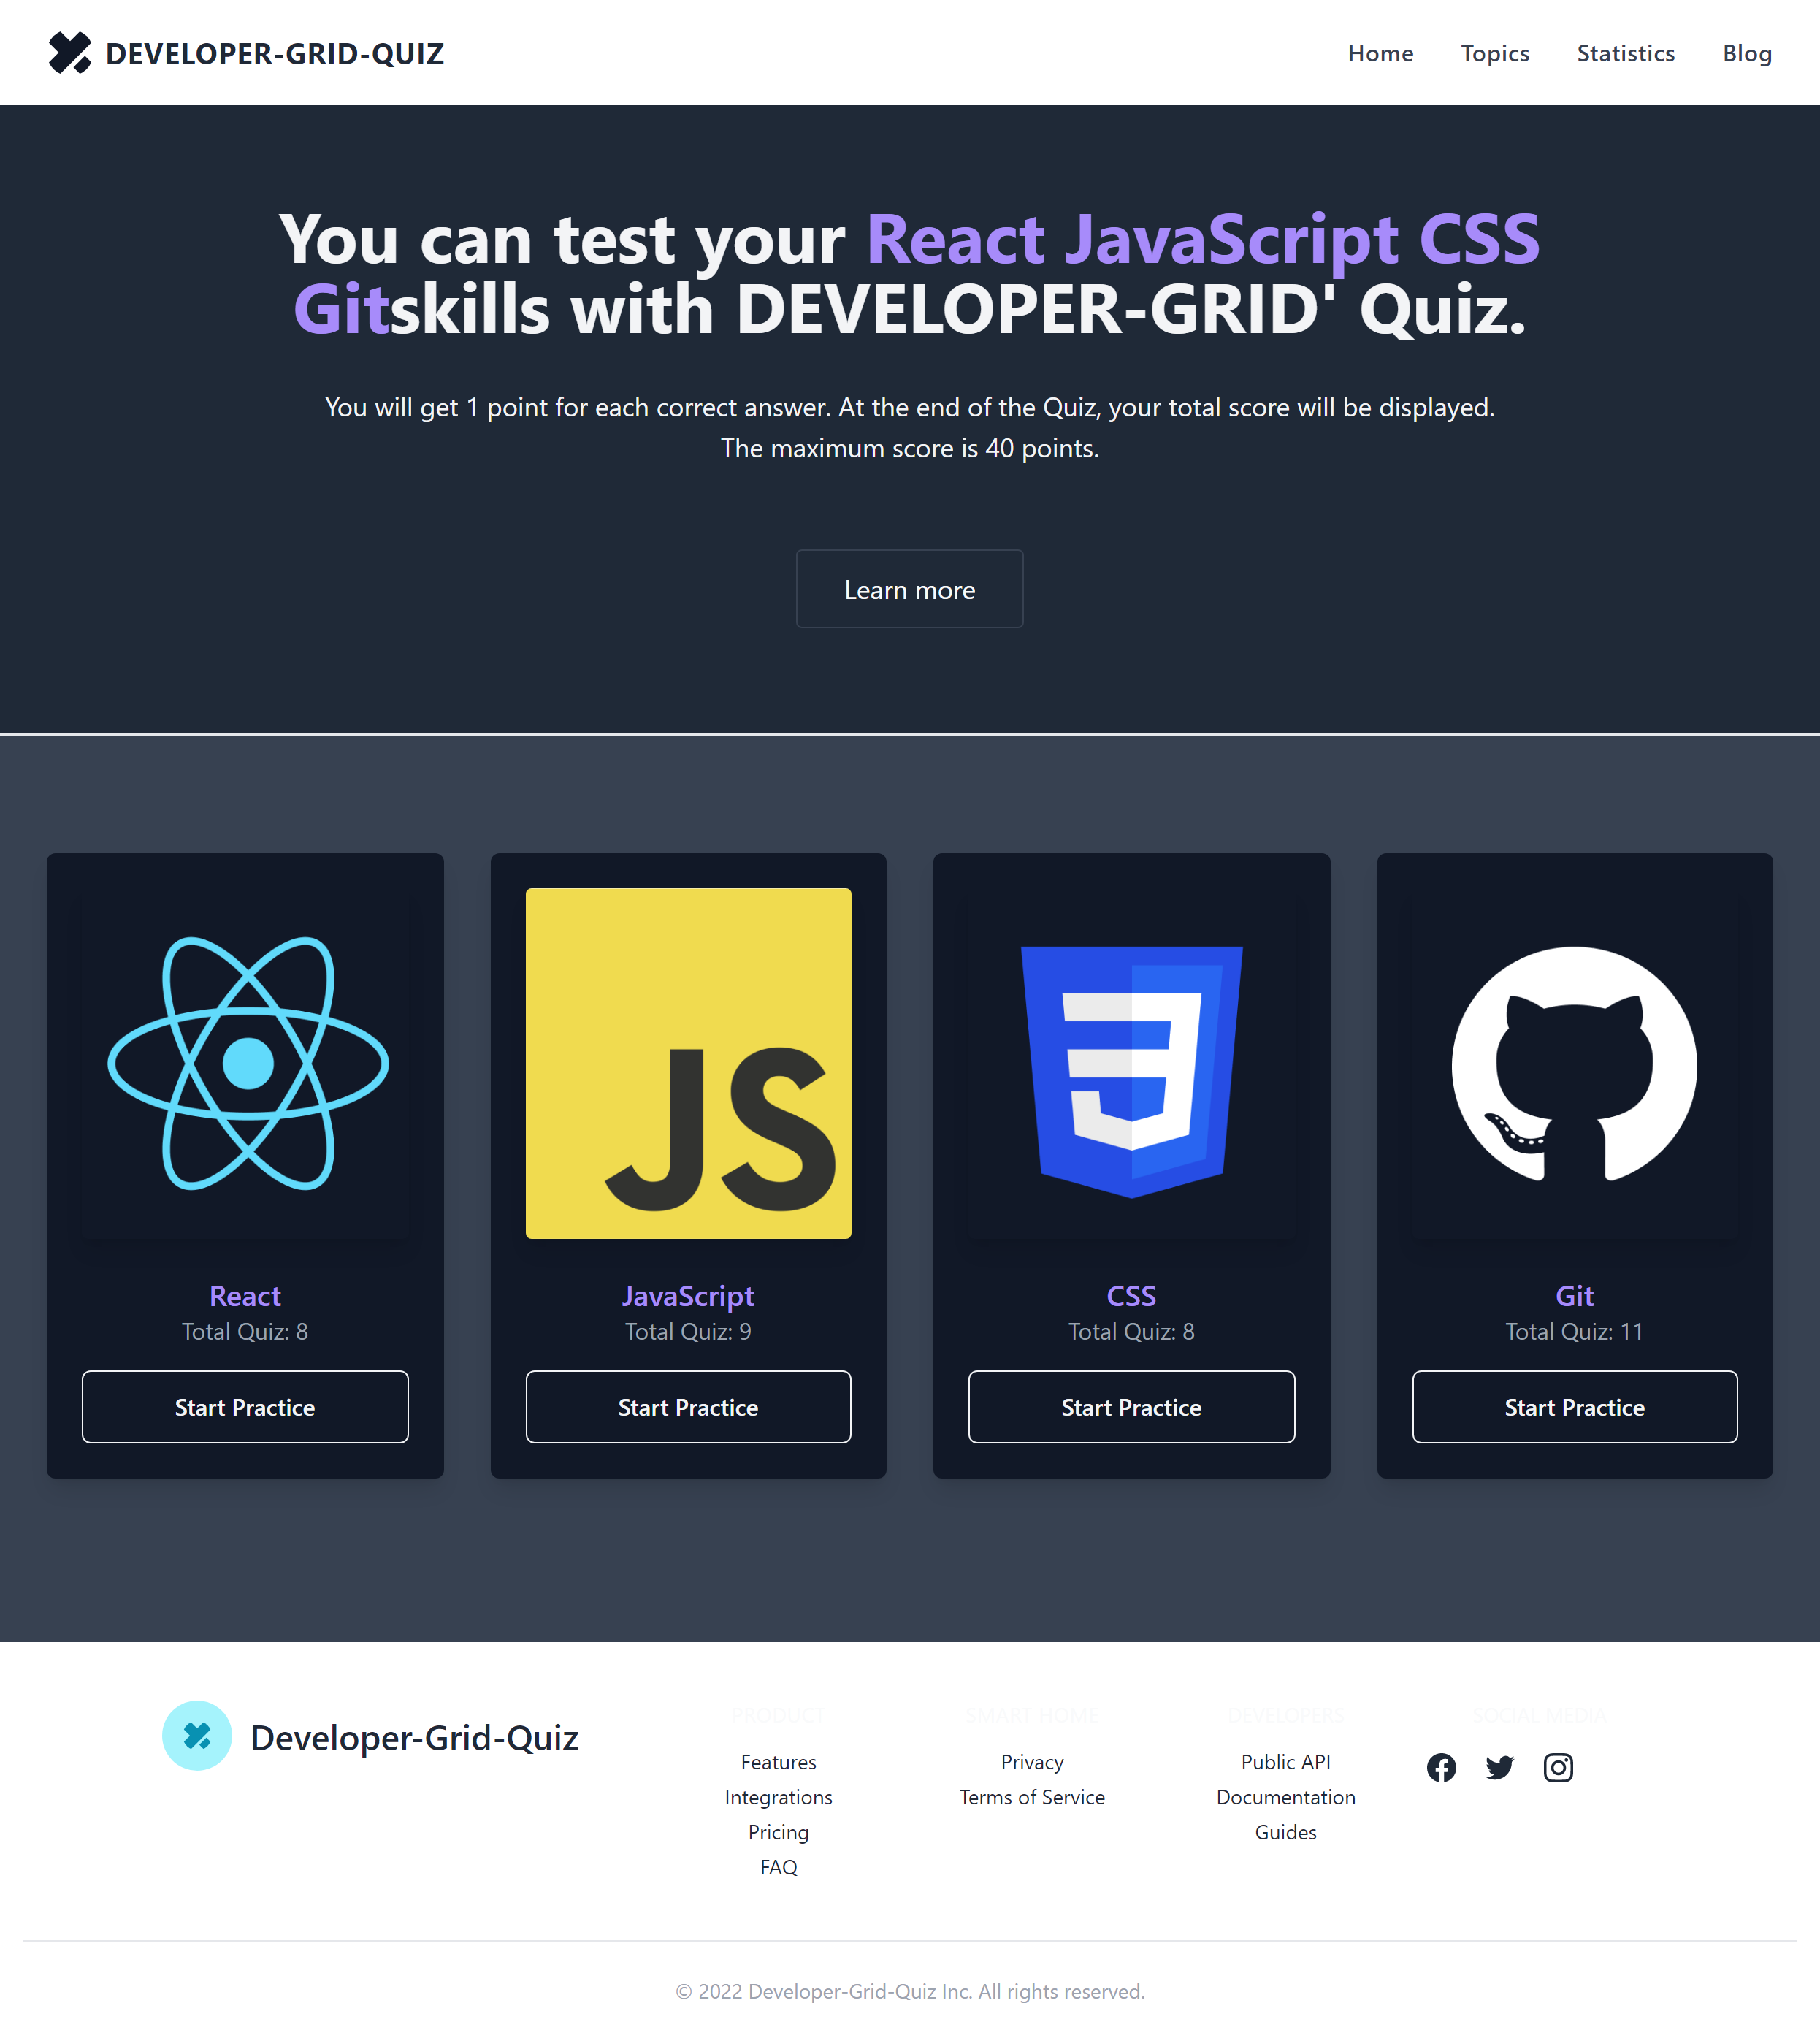 DEVELOPER-GRID-QUIZ
Home Topics Statistics Blog
You can test your React JavaScript CSS
Gitskills with DEVELOPER-GRID' Quiz.
You will get 1 point for each correct answer. At the end of the Quiz, your total score will be displayed.
The maximum score is 40 points.
Learn more
JS
React
Total Quiz: 8
Start Practice
JavaScript
Total Quiz: 9
Start Practice
CSS
Total Quiz: 8
Start Practice
Git
Total Quiz: 11
Start Practice
Developer-Grid-Quiz
PRODUCT
Features
Integrations
Pricing
FAQ
SMART HOME
Privacy
Terms of Service
DEVELOPERS
Public API
Documentation
Guides
SOCIAL MEDIA
© 2022 Developer-Grid-Quiz Inc. All rights reserved.